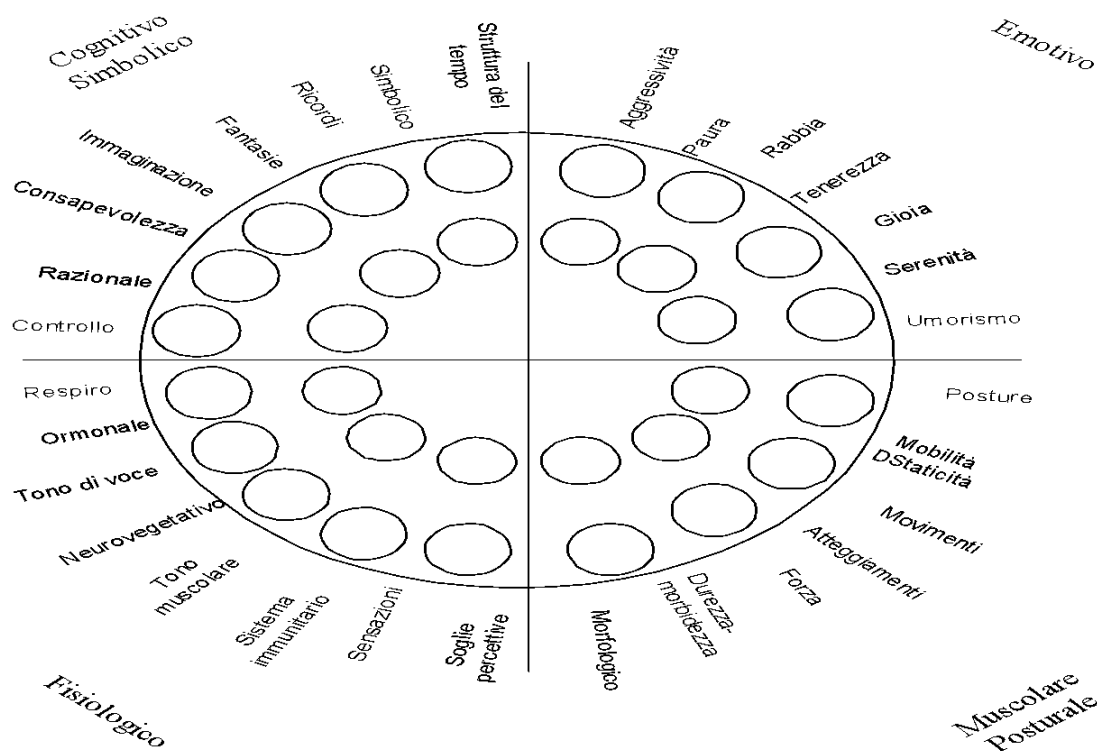 Cognitivo
Simbolico
Emotivo
Controllo
Razionale
Consapevolezza
Immaginazione
Fantasie
Ricordi
Simbolico
Struttura del
tempo
Aggressività
Paura
Rabbia
Tenerezza
Gioia
Serenità
Umorismo
Respiro
Ormonale
Tono di voce
Neurovegetativo
Tono
muscolare
Sistema
immunitario
Sensazioni
Soglie
percettive
Posture
Mobilità
DStaticità
Movimenti
Atteggiamenti
Forza
Durezza-
morbidezza
Morfologico
Fisiologico
Muscolare
Posturale